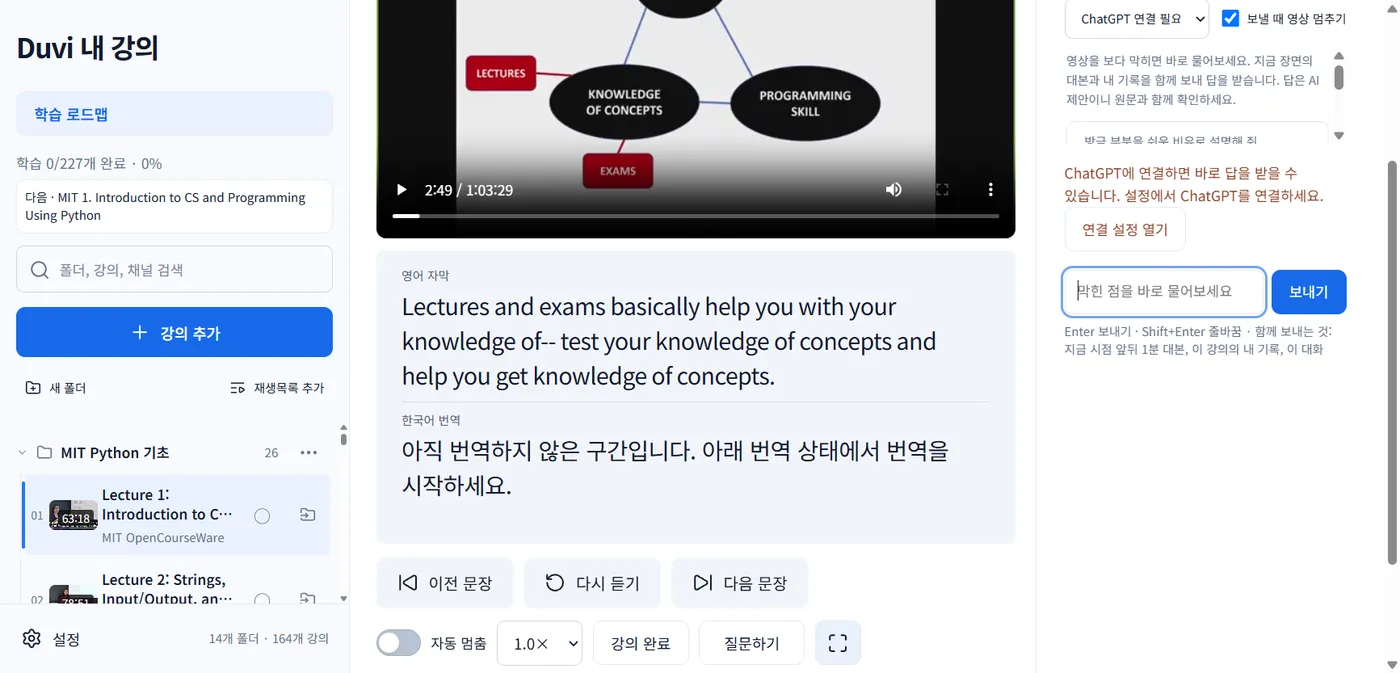 Duvi 내 강의
학습 로드맵
학습 0/227개 완료 · 0%
다음 · MIT 1. Introduction to CS and Programming
Using Python
폴더, 강의, 채널 검색
강의 추가
새 폴더
재생목록 추가
MIT Python 기초
26
01
63:18
Lecture 1:
Introduction to C···
MIT OpenCourseWare
02
Lecture 2: Strings,
Input/Output, an···
설정
14개 폴더 · 164개 강의
LECTURES
KNOWLEDGE
OF CONCEPTS
PROGRAMMING
SKILL
EXAMS
2:49 / 1:03:29
영어 자막
Lectures and exams basically help you with your
knowledge of-- test your knowledge of concepts and
help you get knowledge of concepts.
한국어 번역
아직 번역하지 않은 구간입니다. 아래 번역 상태에서 번역을
시작하세요.
이전 문장
다시 듣기
다음 문장
자동 멈춤
1.0×
강의 완료
질문하기
ChatGPT 연결 필요
보낼 때 영상 멈추기
영상을 보다 막히면 바로 물어보세요. 지금 장면의
대본과 내 기록을 함께 보내 답을 받습니다. 답은 AI
제안이니 원문과 함께 확인하세요.
ChatGPT에 연결하면 바로 답을 받을 수
있습니다. 설정에서 ChatGPT를 연결하세요.
연결 설정 열기
막힌 점을 바로 물어보세요
보내기
Enter 보내기 · Shift+Enter 줄바꿈 · 함께 보내는 것:
지금 시점 앞뒤 1분 대본, 이 강의의 내 기록, 이 대화